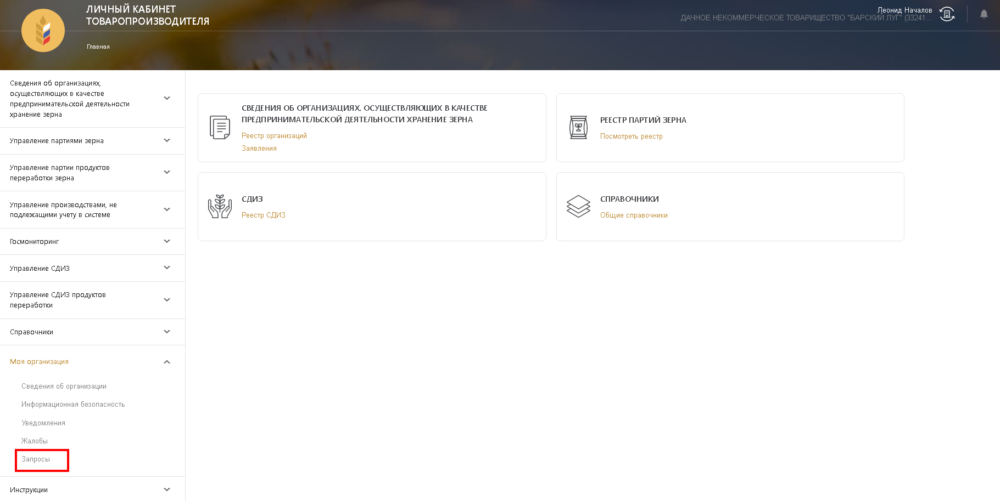 ЛИЧНЫЙ КАБИНЕТ
ТОВАРОПРОИЗВОДИТЕЛЯ
Леонид Началов
ДАЧНОЕ НЕКОММЕРЧЕСКОЕ ТОВАРИЩЕСТВО "БАРСКИЙ ЛУГ" (33241...
Главная
Сведения об организациях,
осуществляющих в качестве
предпринимательской деятельности
хранение зерна
Управление партиями зерна
Управление партии продуктов
переработки зерна
Управление производствами, не
подлежащими учету в системе
Госмониторинг
Управление СДИЗ
Управление СДИЗ продуктов
переработки
Справочники
Моя организация
Сведения об организации
Информационная безопасность
Уведомления
Жалобы
Запросы
Инструкции
СВЕДЕНИЯ ОБ ОРГАНИЗАЦИЯХ, ОСУЩЕСТВЛЯЮЩИХ В КАЧЕСТВЕ
ПРЕДПРИНИМАТЕЛЬСКОЙ ДЕЯТЕЛЬНОСТИ ХРАНЕНИЕ ЗЕРНА
Реестр организаций
Заявления
РЕЕСТР ПАРТИЙ ЗЕРНА
Посмотреть реестр
СДИЗ
Реестр СДИЗ
СПРАВОЧНИКИ
Общие справочники